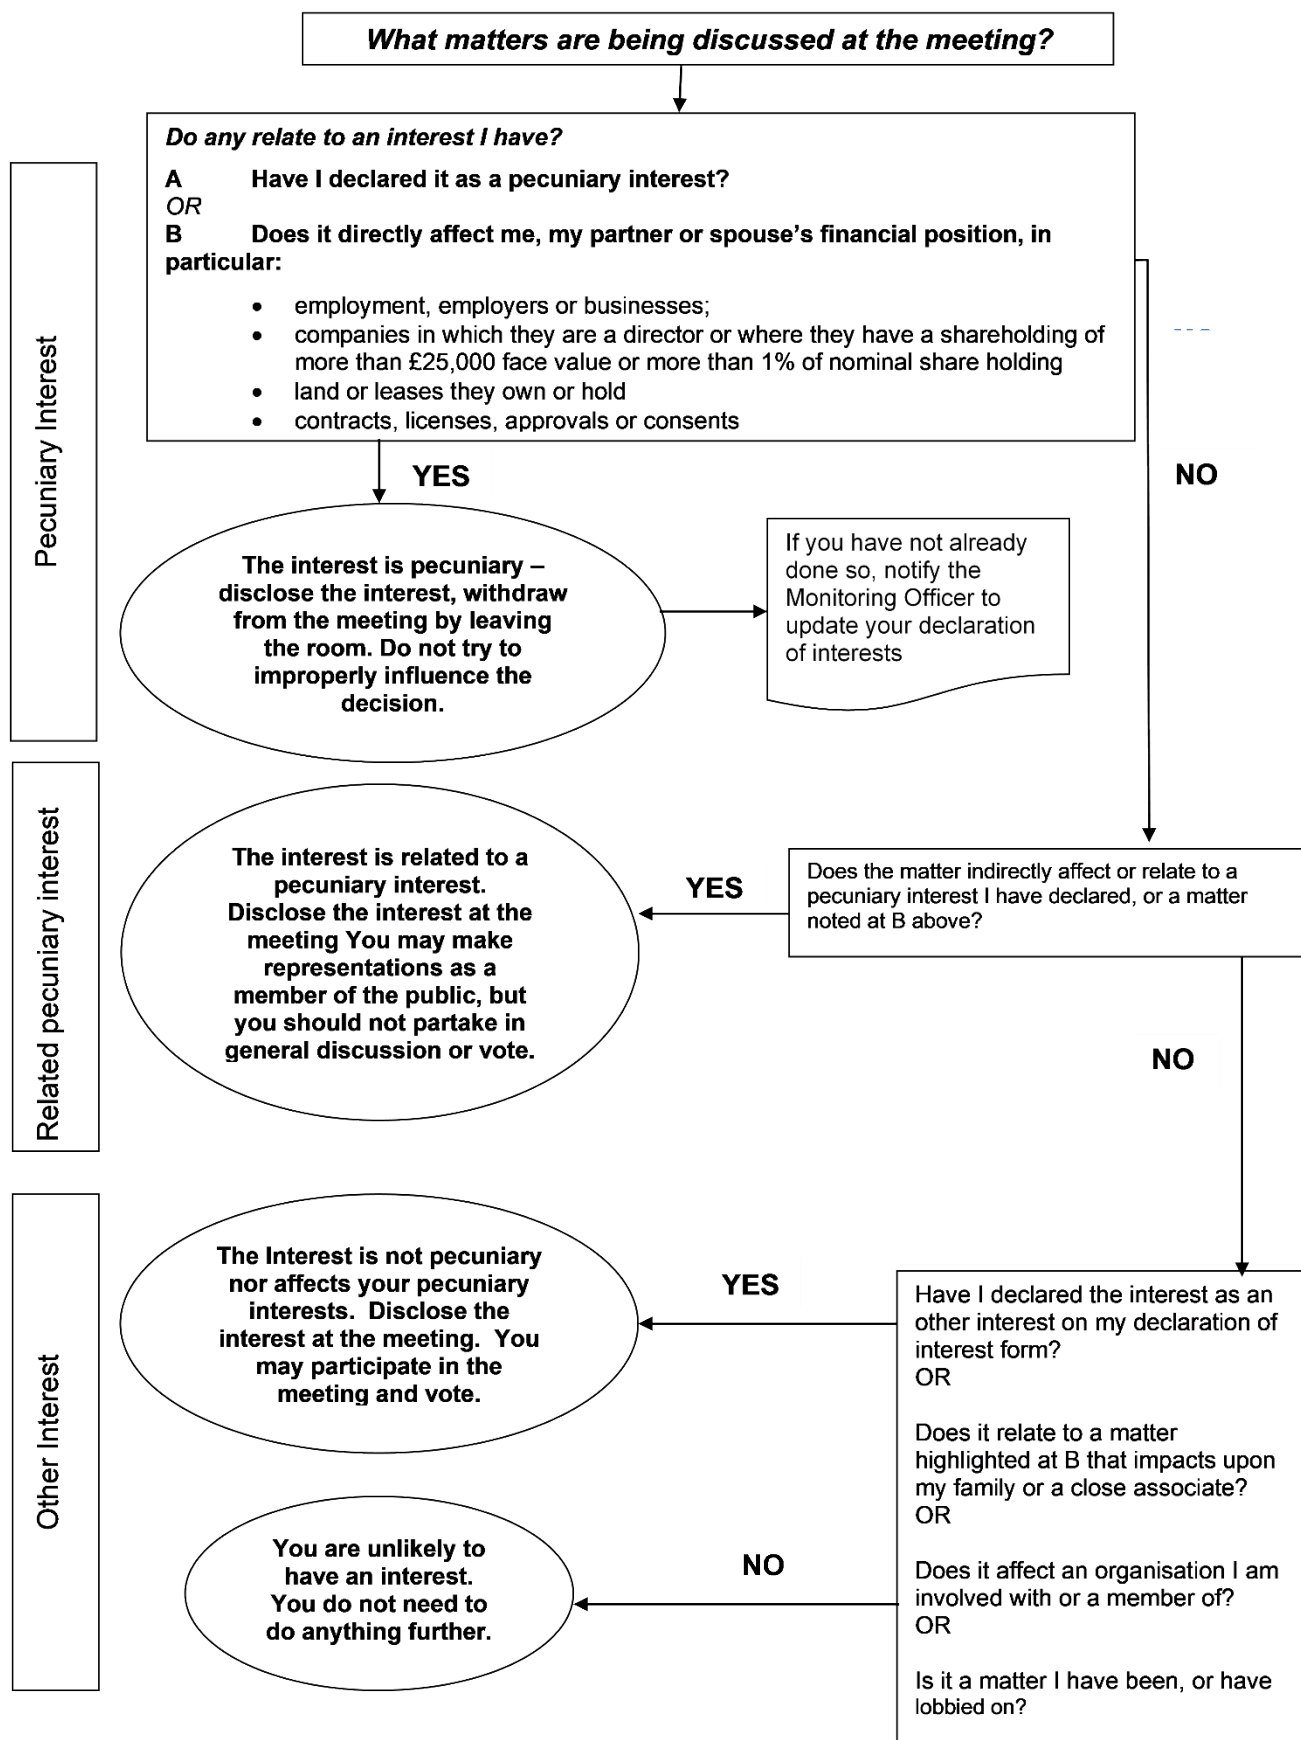 What matters are being discussed at the meeting?
Do any relate to an interest I have?
A Have I declared it as a pecuniary interest?
OR
B Does it directly affect me, my partner or spouse's financial position, in
particular:
• employment, employers or businesses;
• companies in which they are a director or where they have a shareholding of
more than £25,000 face value or more than 1% of nominal share holding
• land or leases they own or hold
• contracts, licenses, approvals or consents
Pecuniary Interest
YES
NO
The interest is pecuniary –
disclose the interest, withdraw
from the meeting by leaving
the room. Do not try to
improperly influence the
decision.
If you have not already
done so, notify the
Monitoring Officer to
update your declaration
of interests
Related pecuniary interest
The interest is related to a
pecuniary interest.
Disclose the interest at the
meeting You may make
representations as a
member of the public, but
you should not partake in
general discussion or vote.
YES
Does the matter indirectly affect or relate to a
pecuniary interest I have declared, or a matter
noted at B above?
NO
Other Interest
The Interest is not pecuniary
nor affects your pecuniary
interests. Disclose the
interest at the meeting. You
may participate in the
meeting and vote.
YES
Have I declared the interest as an
other interest on my declaration of
interest form?
OR
Does it relate to a matter
highlighted at B that impacts upon
my family or a close associate?
OR
Does it affect an organisation I am
involved with or a member of?
OR
Is it a matter I have been, or have
lobbied on?
NO
You are unlikely to
have an interest.
You do not need to
do anything further.